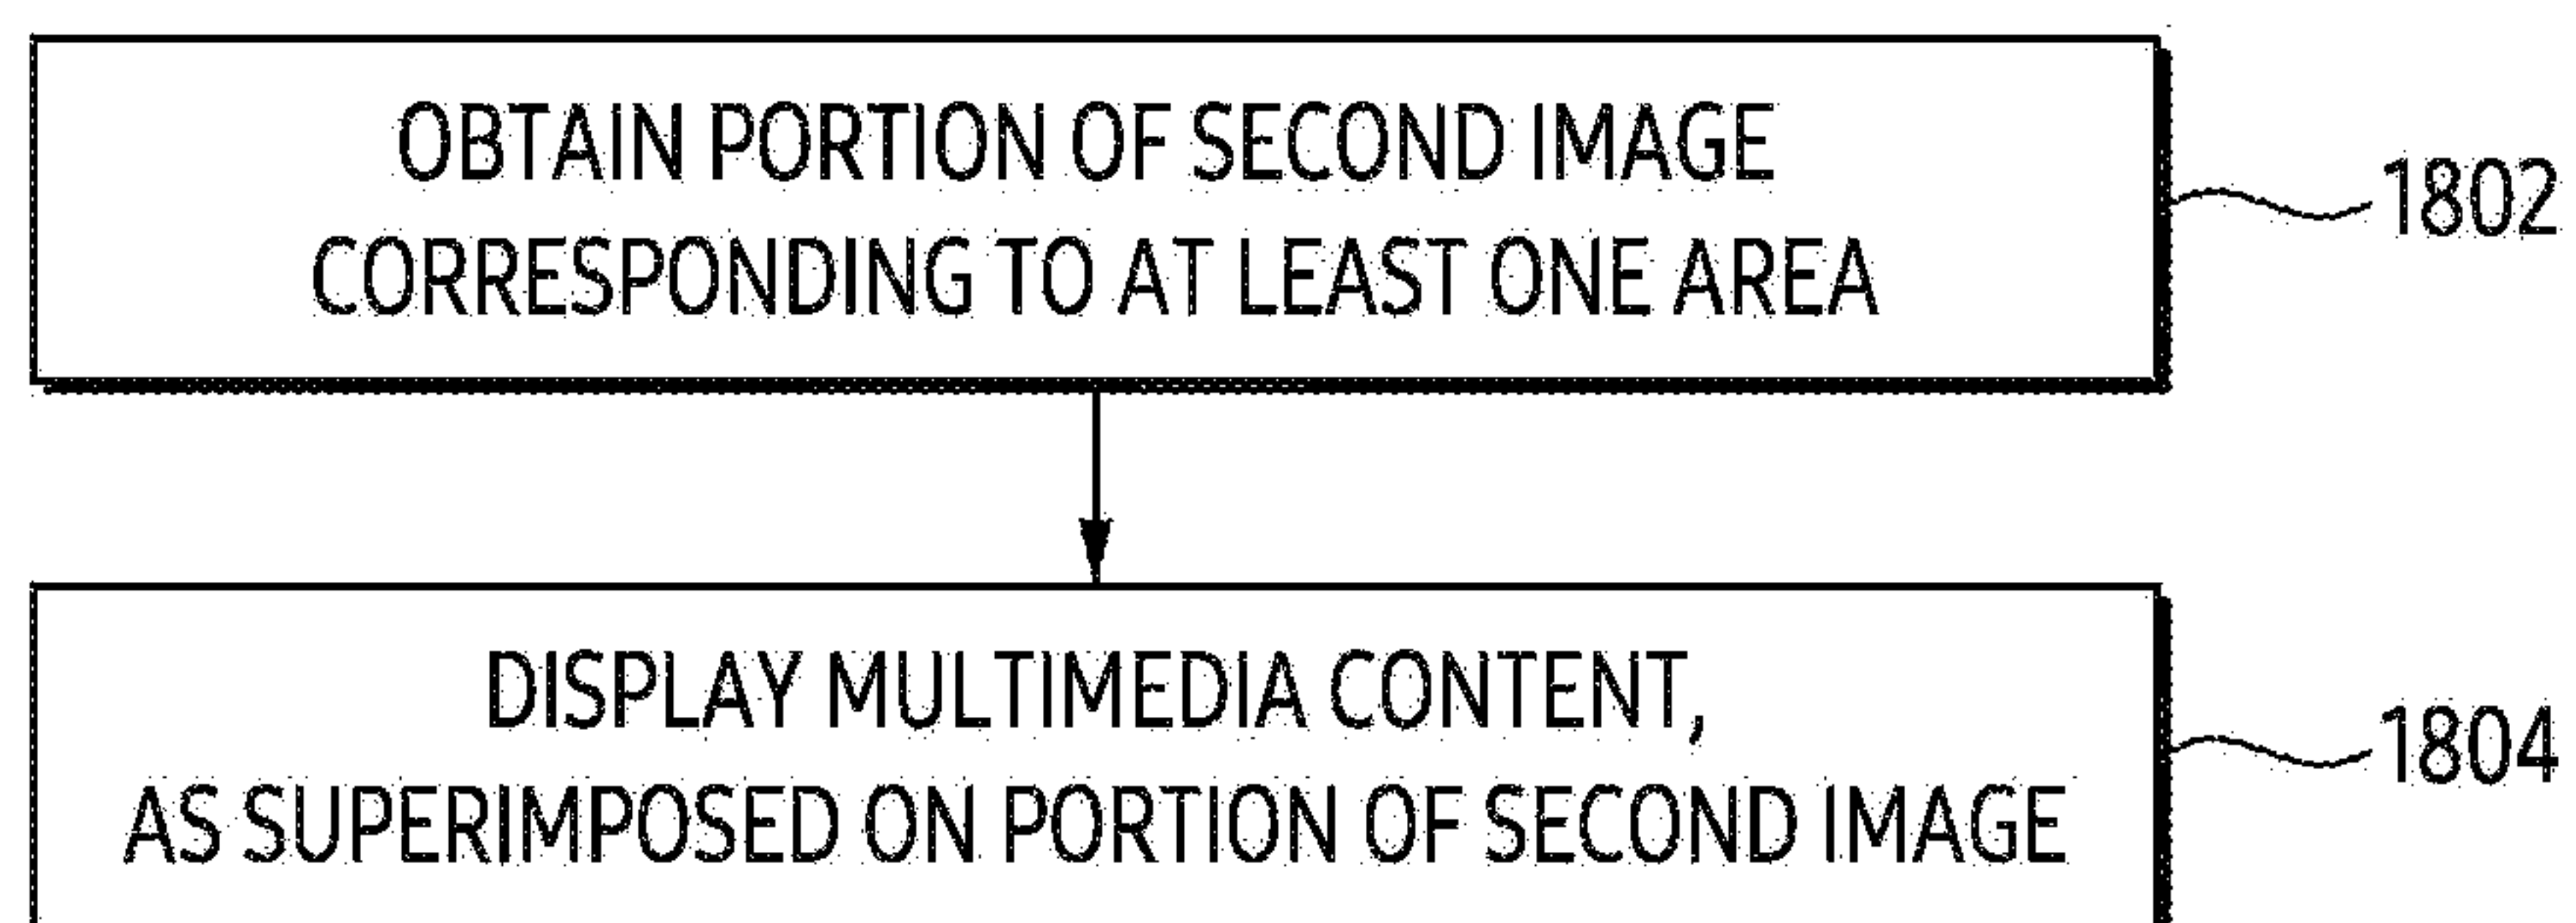 OBTAIN PORTION OF SECOND IMAGE
CORRESPONDING TO AT LEAST ONE AREA
1802
DISPLAY MULTIMEDIA CONTENT,
AS SUPERIMPOSED ON PORTION OF SECOND IMAGE
1804